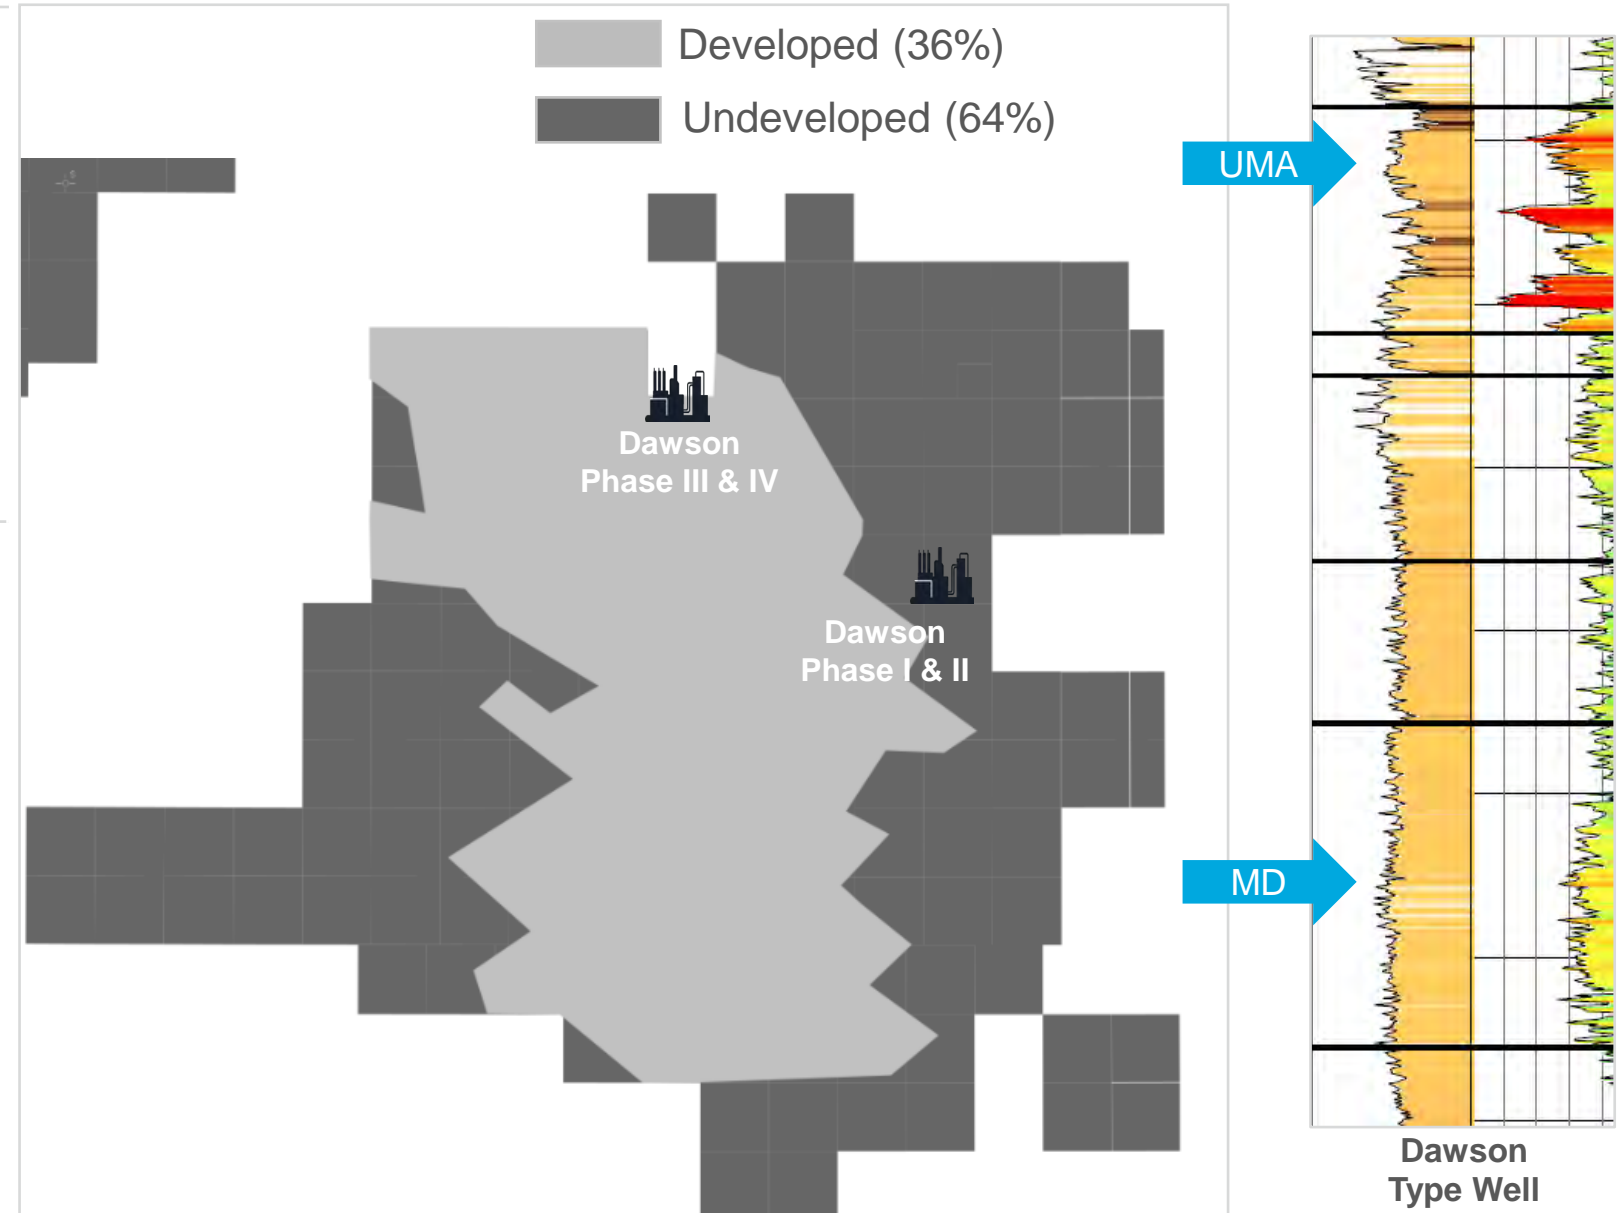 Developed (36%)
Undeveloped (64%)
UMA
Dawson
Phase III & IV
Dawson
Phase I & II
MD
Dawson
Type Well